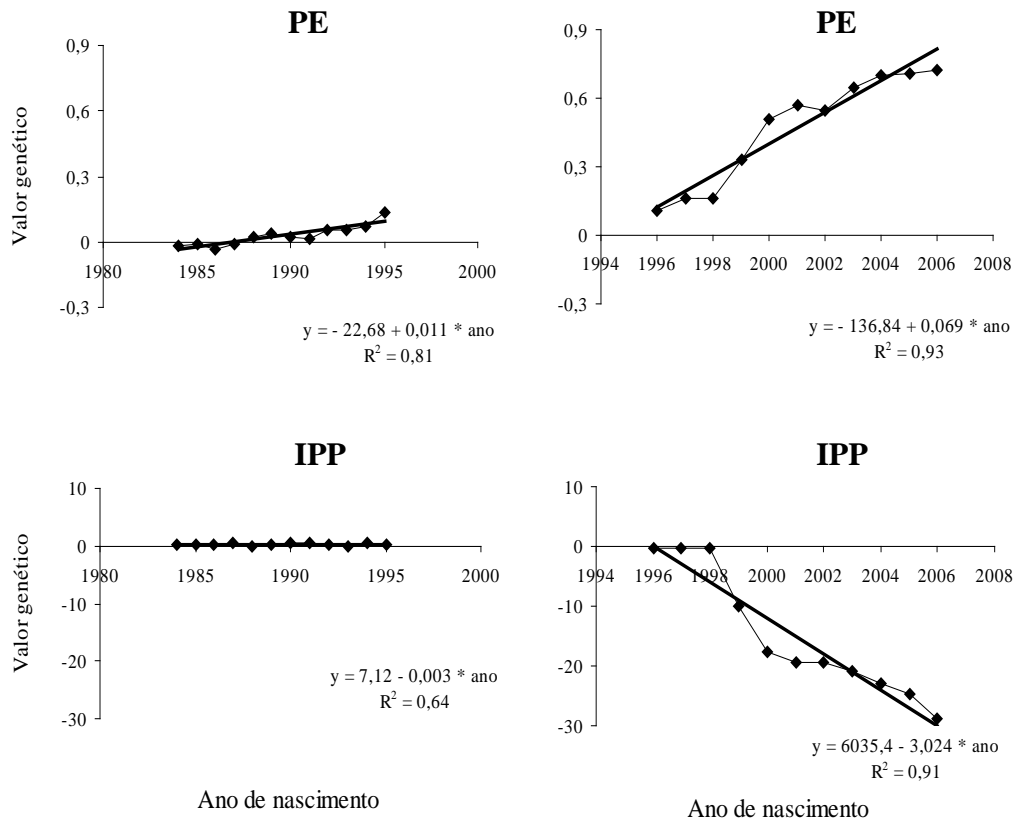 PE
0,9
0,6
0,3
0
-0,3
1980
1985
1990
1995
2000
Valor genético
y = - 22,68 + 0,011 * ano
R² = 0,81
PE
0,9
0,6
0,3
0
-0,3
1994
1996
1998
2000
2002
2004
2006
2008
y = - 136,84 + 0,069 * ano
R² = 0,93
IPP
10
0
-10
-20
-30
1980
1985
1990
1995
2000
Valor genético
y = 7,12 - 0,003 * ano
R² = 0,64
Ano de nascimento
IPP
10
0
-10
-20
-30
1994
1996
1998
2000
2002
2004
2006
2008
y = 6035,4 - 3,024 * ano
R² = 0,91
Ano de nascimento